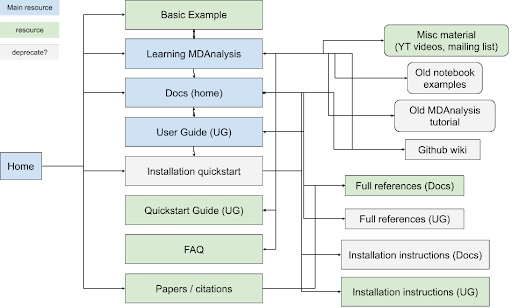 Main resource
resource
deprecate?
Home
Basic Example
Learning MDAnalysis
Docs (home)
User Guide (UG)
Installation quickstart
Quickstart Guide (UG)
FAQ
Papers / citations
Misc material
(YT videos, mailing list)
Old notebook
examples
Old MDAnalysis
tutorial
Github wiki
Full references (Docs)
Full references (UG)
Installation instructions (Docs)
Installation instructions (UG)